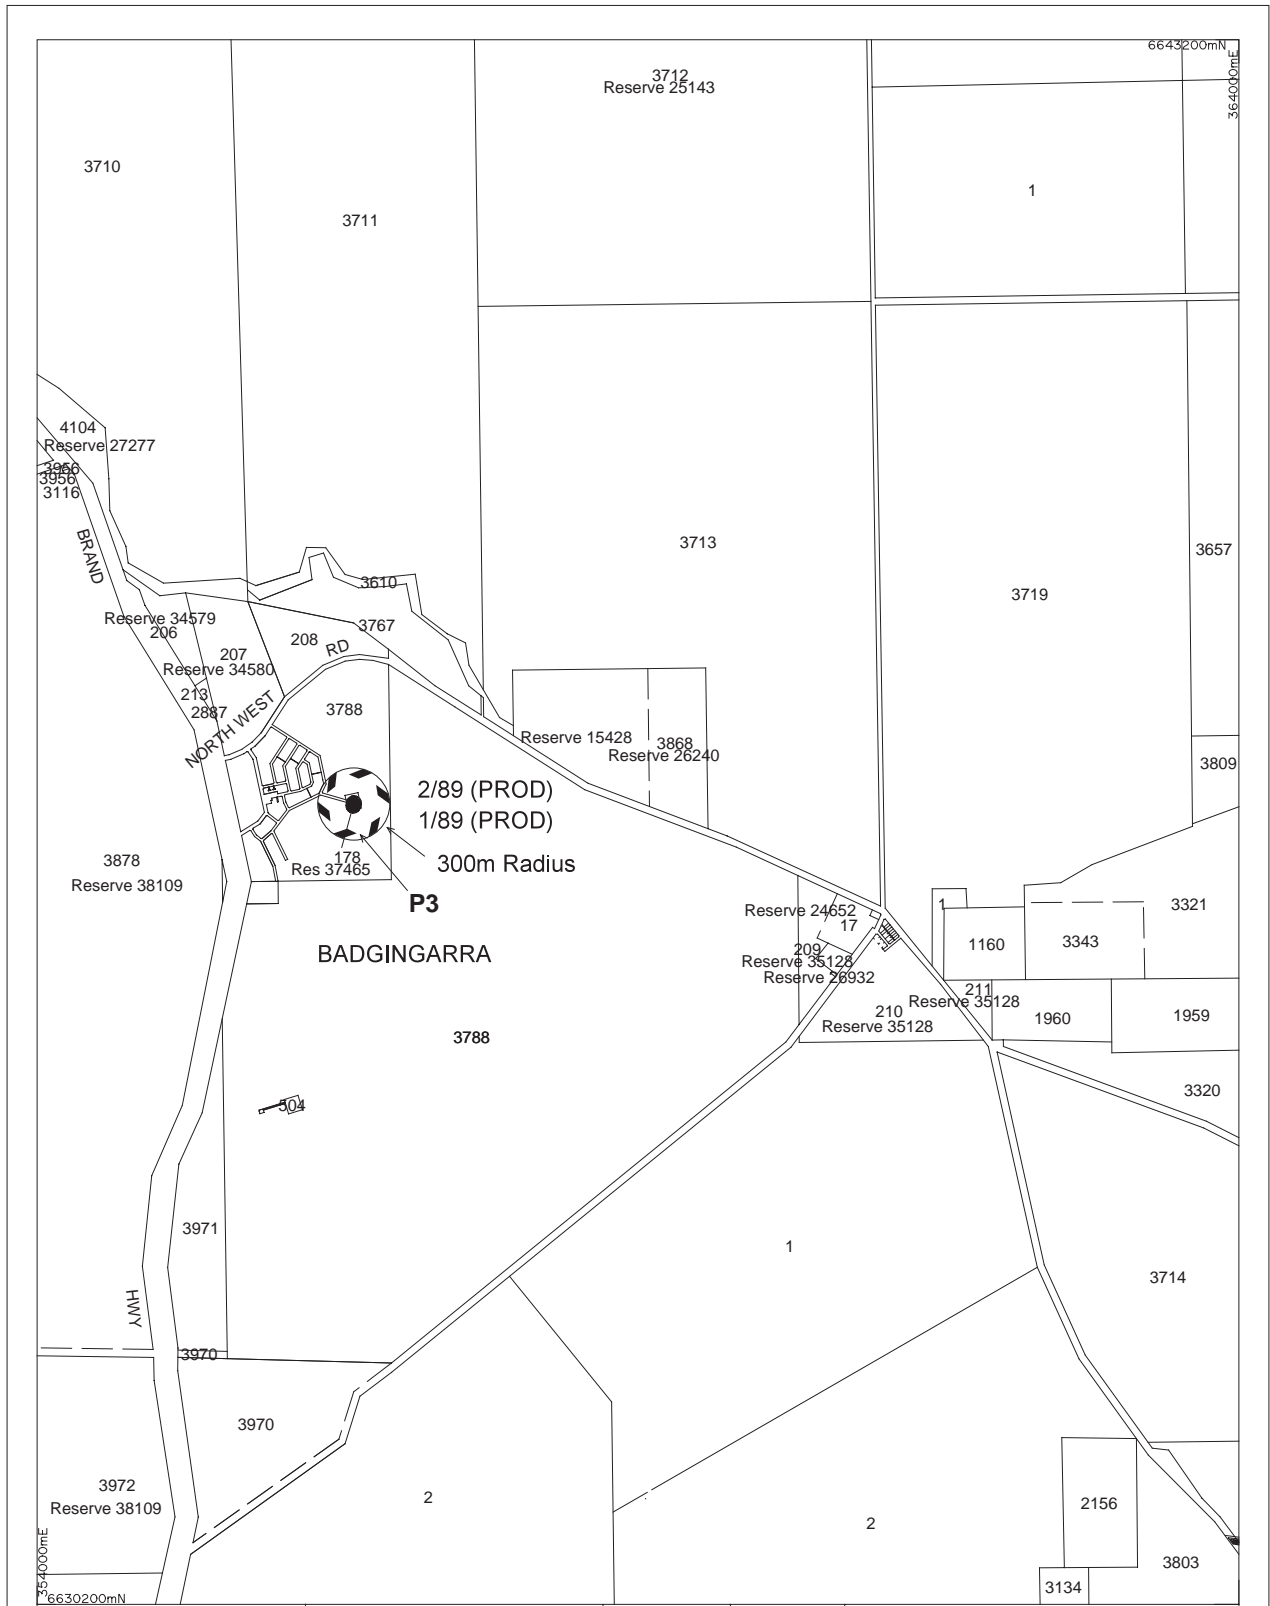 6643200mN
364000mE
3712
Reserve 25143
3710
1
3711
4104
Reserve 27277
3966
3956
3116
BRAND
3713
3657
3610
3719
Reserve 34579
206
3767
208
RD
207
Reserve 34580
213
2887
NORTH WEST
3788
Reserve 15428
3868
Reserve 26240
3809
2/89 (PROD)
1/89 (PROD)
300m Radius
178
Res 37465
3878
Reserve 38109
P3
Reserve 24652
17
1
3321
1160
3343
BADGINGARRA
209
Reserve 35128
Reserve 26932
211
Reserve 35128
210
Reserve 35128
1960
1959
3788
3320
504
3971
1
3714
HWY
3970
3970
3972
Reserve 38109
2
2156
2
3803
3134
354000mE
6630200mN